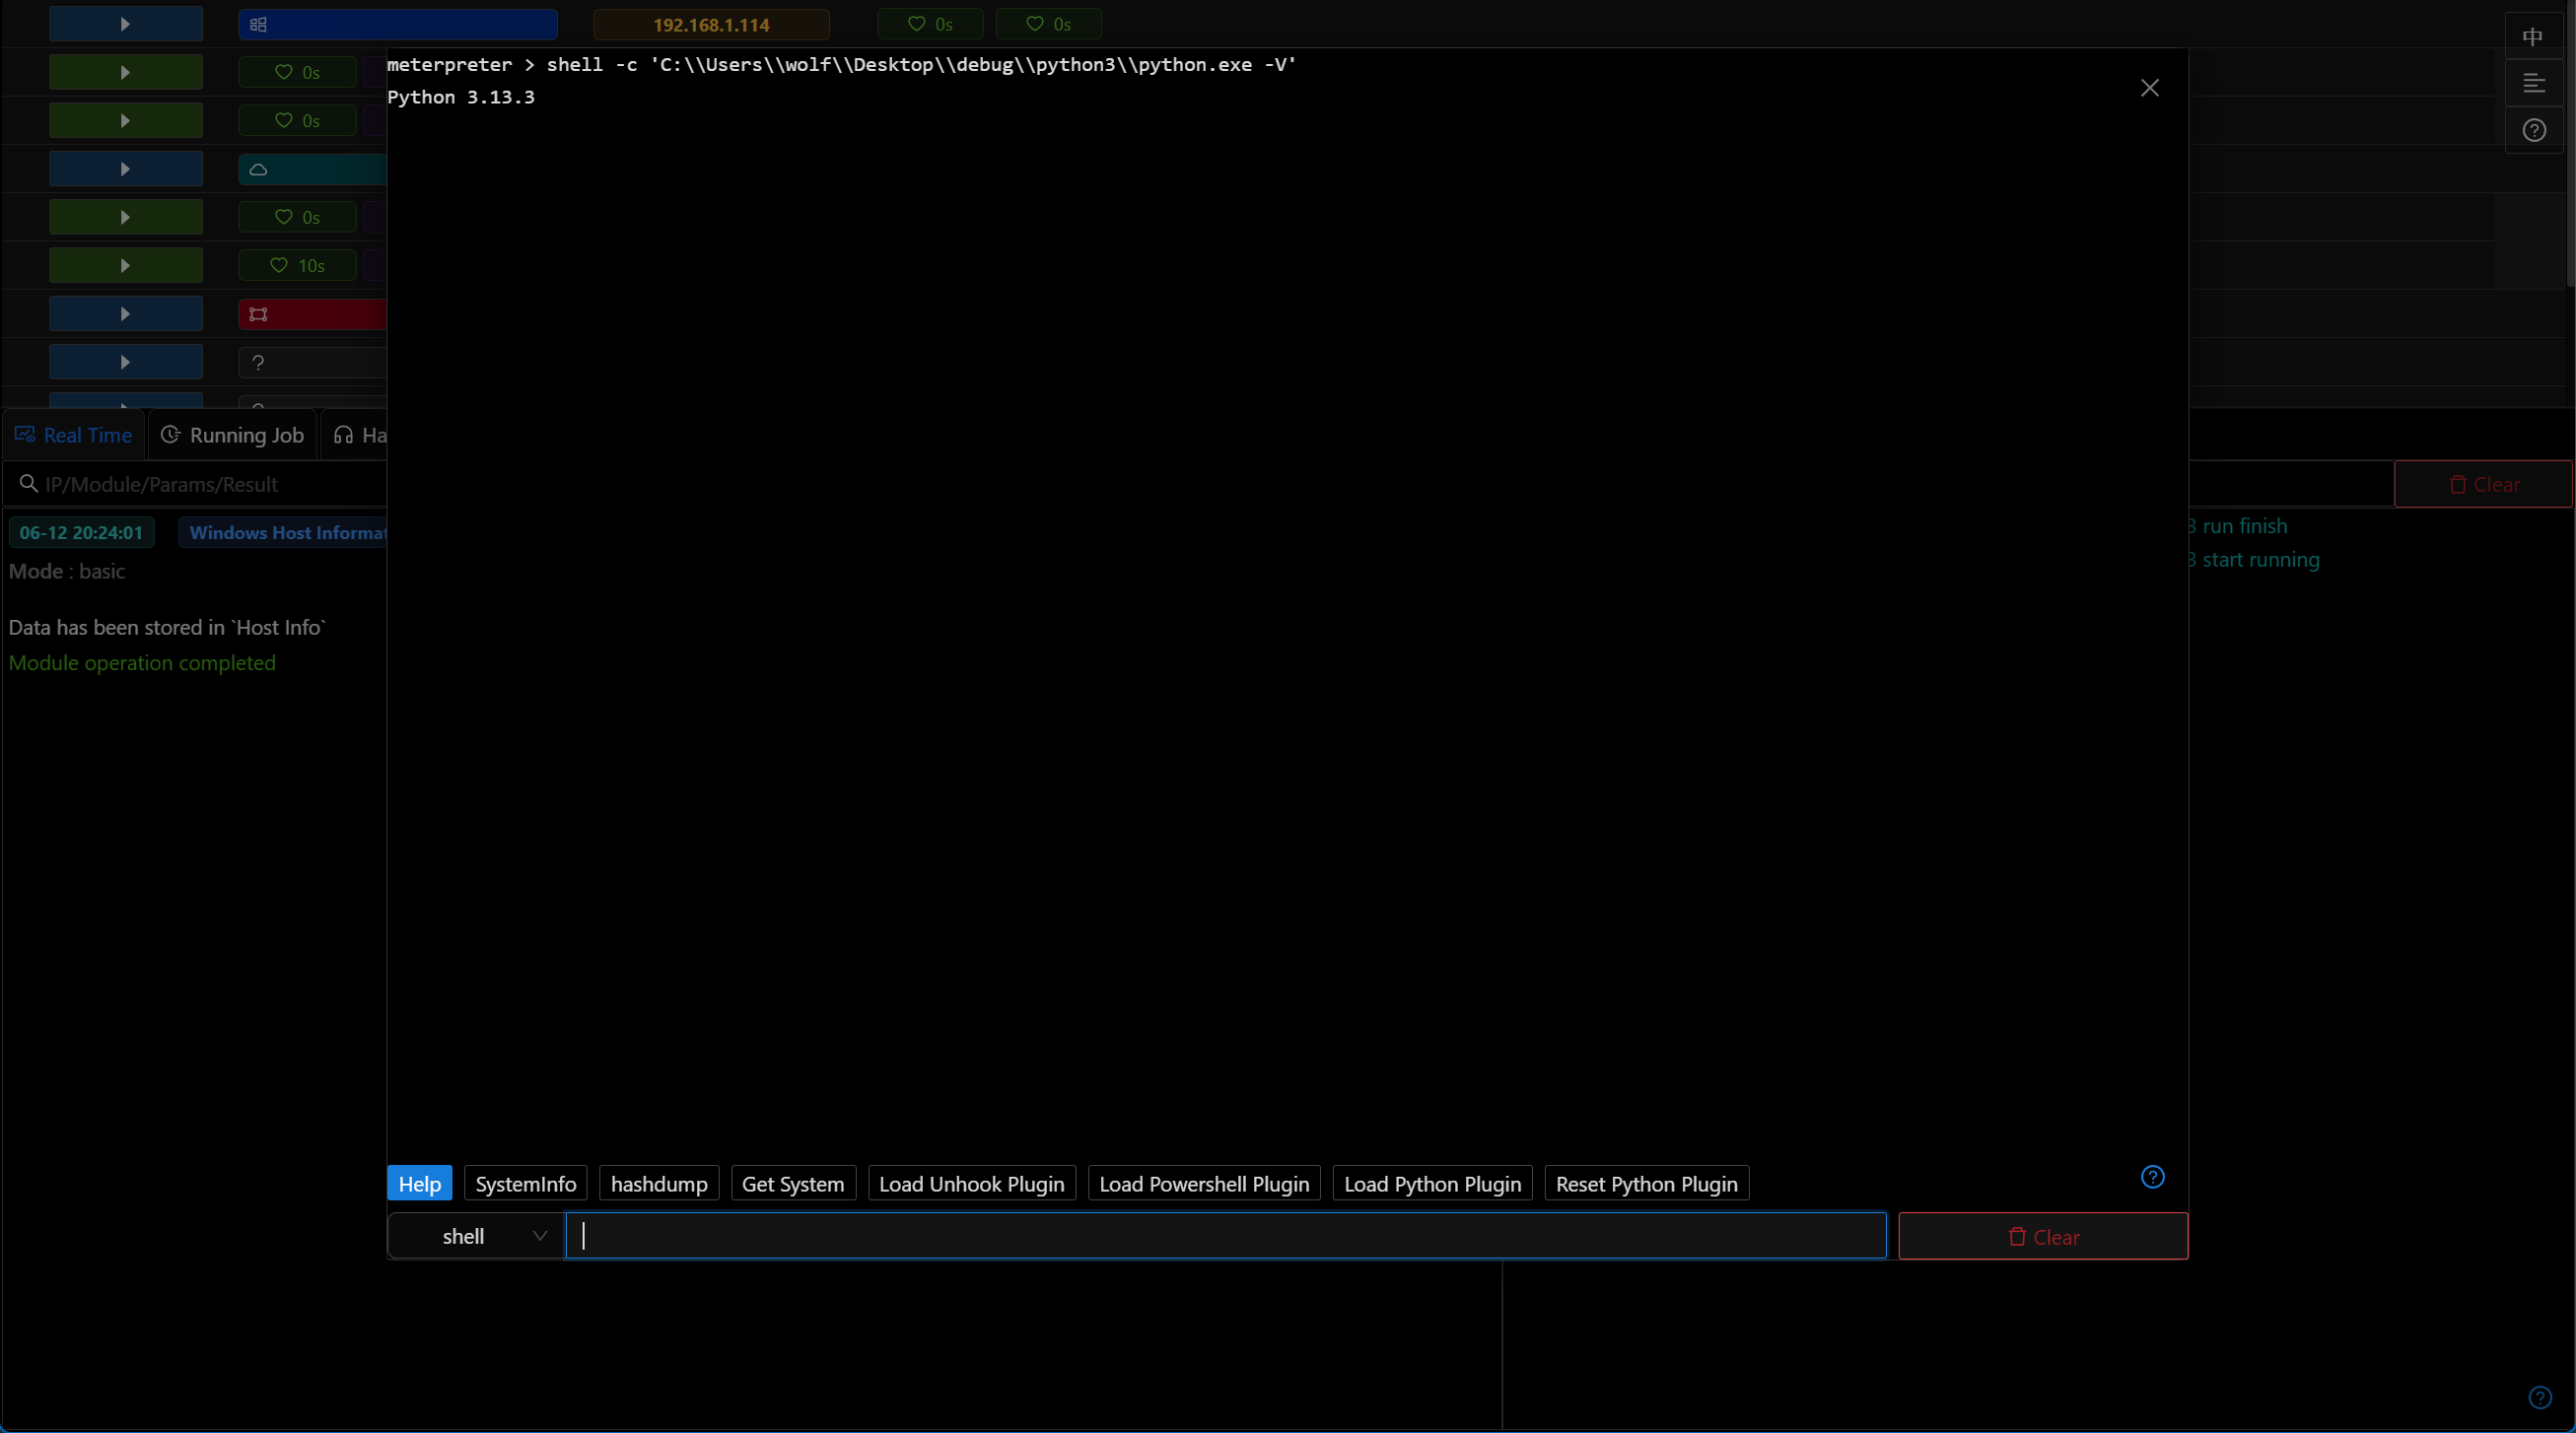 192.168.1.114
0s
0s
中
meterpreter > shell -c 'C:\\Users\\wolf\\Desktop\\debug\\python3\\python.exe -V'
0s
Python 3.13.3
0s
0s
10s
?
Real Time
Running Job
Ha
IP/Module/Params/Result
Clear
06-12 20:24:01
Windows Host Informat
3 run finish
3 start running
Mode : basic
Data has been stored in `Host Info`
Module operation completed
Help
SystemInfo
hashdump
Get System
Load Unhook Plugin
Load Powershell Plugin
Load Python Plugin
Reset Python Plugin
shell
Clear